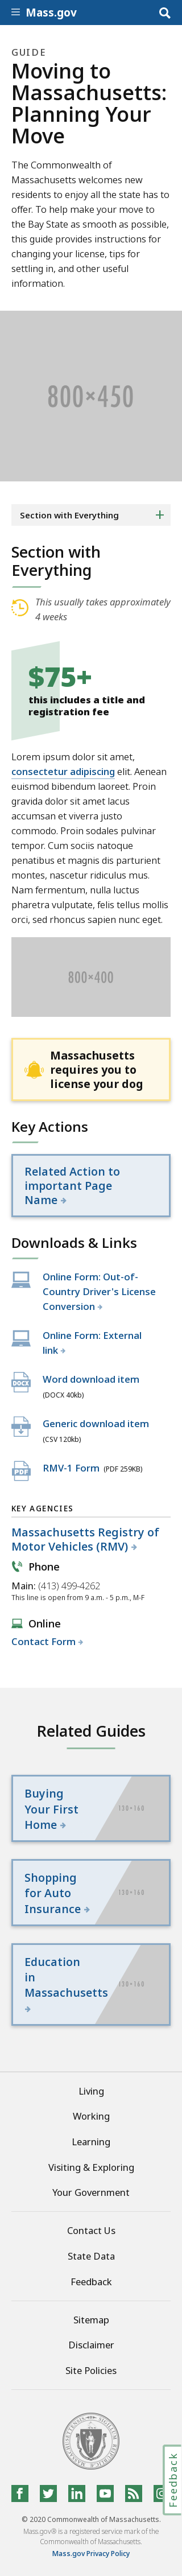 Mass.gov
GUIDE
Moving to
Massachusetts:
Planning Your
Move
The Commonwealth of
Massachusetts welcomes new
residents to enjoy all the state has to
offer. To help make your move to
the Bay State as smooth as possible,
this guide provides instructions for
changing your license, tips for
settling in, and other useful
information.
800×450
Section with Everything
Section with
Everything
This usually takes approximately
4 weeks
$75+
this includes a title and
registration fee
Lorem ipsum dolor sit amet,
consectetur adipiscing elit. Aenean
euismod bibendum laoreet. Proin
gravida dolor sit amet lacus
accumsan et viverra justo
commodo. Proin sodales pulvinar
tempor. Cum sociis natoque
penatibus et magnis dis parturient
montes, nascetur ridiculus mus.
Nam fermentum, nulla luctus
pharetra vulputate, felis tellus mollis
orci, sed rhoncus sapien nunc eget.
800×400
Massachusetts
requires you to
license your dog
Key Actions
Related Action to
important Page
Name
Downloads & Links
Online Form: Out-of-
Country Driver's License
Conversion
Online Form: External
link
DOCX
Word download item
(DOCX 40kb)
Generic download item
(CSV 120kb)
PDF
RMV-1 Form (PDF 259KB)
KEY AGENCIES
Massachusetts Registry of
Motor Vehicles (RMV)
Phone
Main: (413) 499-4262
This line is open from 9 a.m. - 5 p.m., M-F
Online
Contact Form
Related Guides
Buying
Your First
Home
130×160
Shopping
for Auto
Insurance
130×160
Education
in
Massachusetts
130×160
Living
Working
Learning
Visiting & Exploring
Your Government
Contact Us
State Data
Feedback
Sitemap
Disclaimer
Site Policies
Feedback
© 2020 Commonwealth of Massachusetts.
Mass.gov® is a registered service mark of the
Commonwealth of Massachusetts.
Mass.gov Privacy Policy